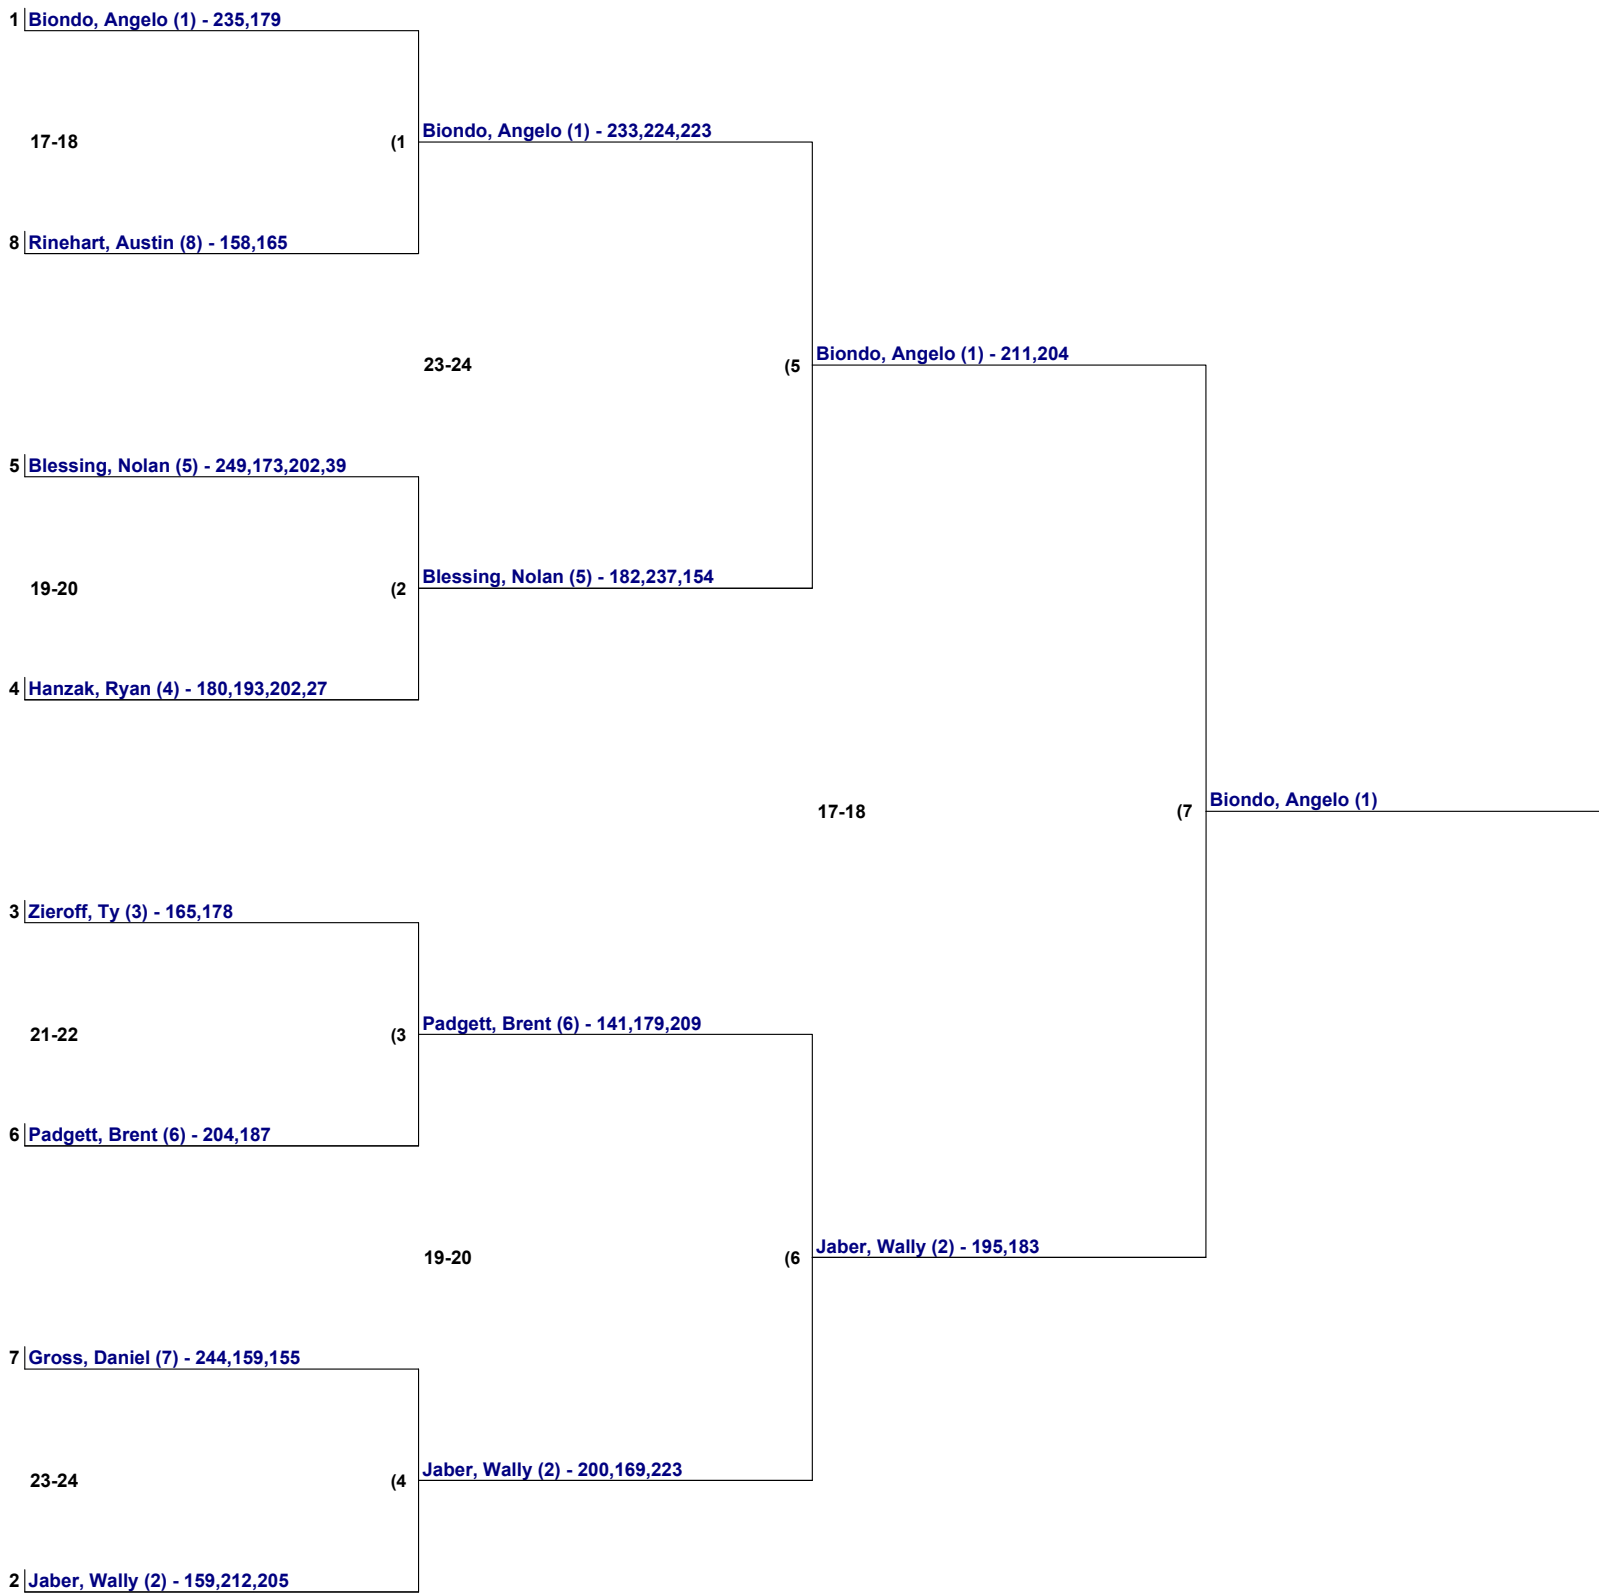 1 Biondo, Angelo (1) - 235,179
Biondo, Angelo (1) - 233,224,223
17-18 (1
8 Rinehart, Austin (8) - 158,165
Biondo, Angelo (1) - 211,204
23-24 (5
5 Blessing, Nolan (5) - 249,173,202,39
Blessing, Nolan (5) - 182,237,154
19-20 (2
4 Hanzak, Ryan (4) - 180,193,202,27
Biondo, Angelo (1)
17-18 (7
3 Zieroff, Ty (3) - 165,178
Padgett, Brent (6) - 141,179,209
21-22 (3
6 Padgett, Brent (6) - 204,187
Jaber, Wally (2) - 195,183
19-20 (6
7 Gross, Daniel (7) - 244,159,155
Jaber, Wally (2) - 200,169,223
23-24 (4
2 Jaber, Wally (2) - 159,212,205